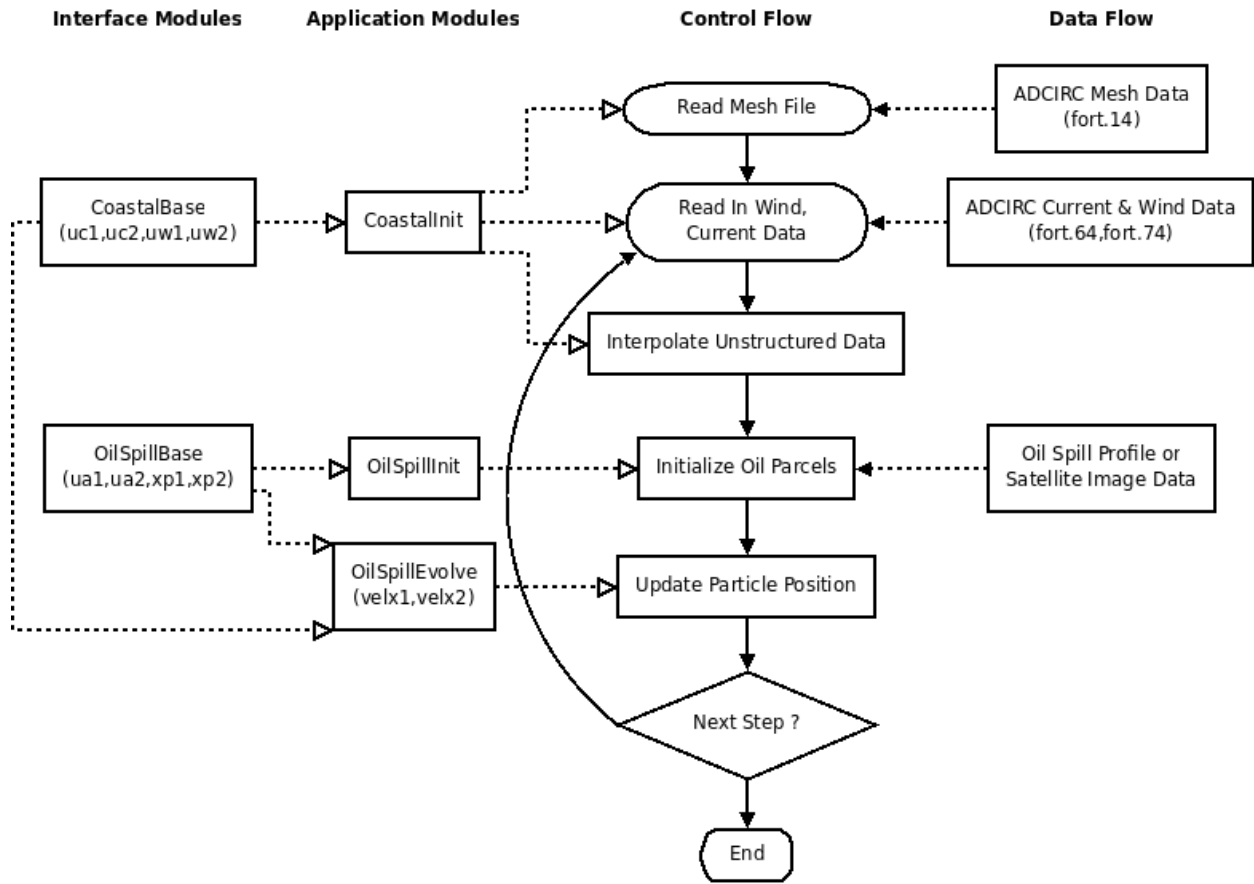 Interface Modules
Application Modules
Control Flow
Data Flow
Read Mesh File
ADCIRC Mesh Data
(fort.14)
CoastalBase
(uc1,uc2,uw1,uw2)
CoastalInit
Read In Wind,
Current Data
ADCIRC Current & Wind Data
(fort.64,fort.74)
Interpolate Unstructured Data
OilSpillBase
(ua1,ua2,xp1,xp2)
OilSpillInit
Initialize Oil Parcels
Oil Spill Profile or
Satellite Image Data
OilSpillEvolve
(velx1,velx2)
Update Particle Position
Next Step ?
End